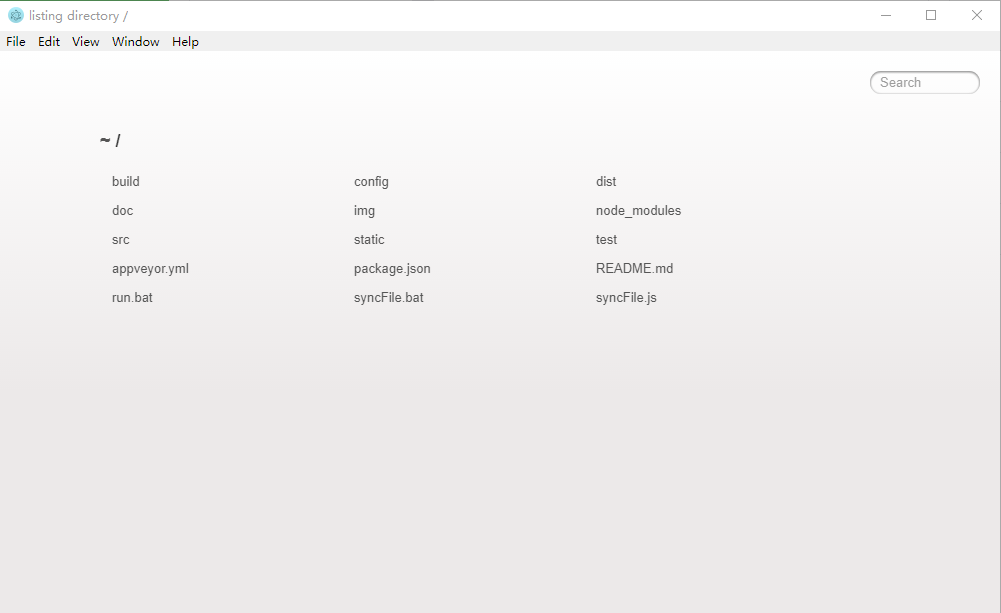 listing directory /
File Edit View Window Help
Search
~ /
build config dist
doc img node_modules
src static test
appveyor.yml package.json README.md
run.bat syncFile.bat syncFile.js